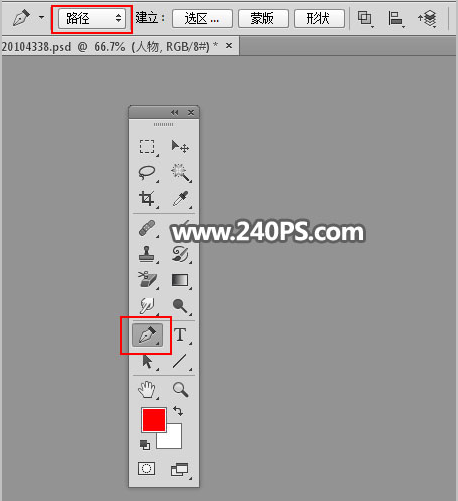 路径 建立： 选区 ... 蒙版 形状
20104338.psd @ 66.7% (人物, RGB/8#) * ×
www.240PS.com
T